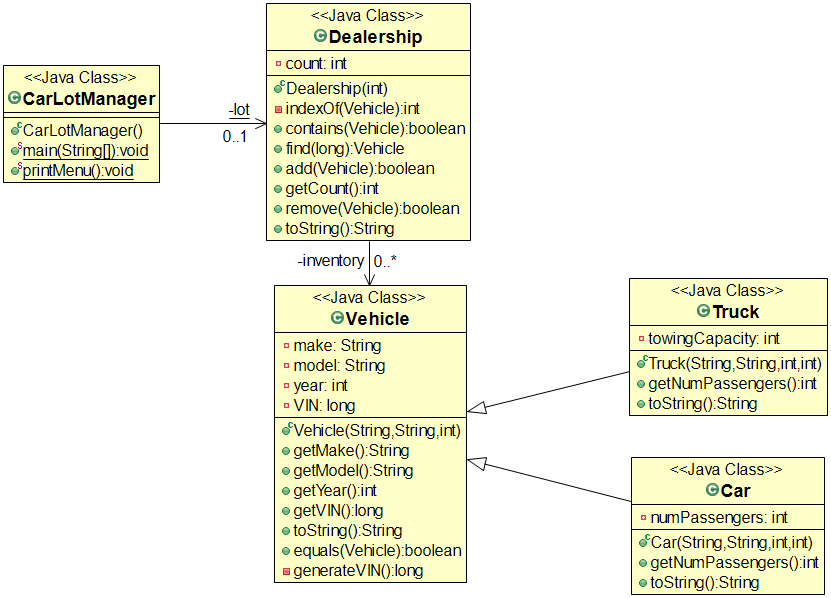 <<Java Class>>
Dealership
count: int
Dealership(int)
indexOf(Vehicle):int
contains(Vehicle):boolean
find(long):Vehicle
add(Vehicle):boolean
getCount():int
remove(Vehicle):boolean
toString():String
<<Java Class>>
CarLotManager
CarLotManager()
main(String[]):void
printMenu():void
-lot
0..1
-inventory 0..*
<<Java Class>>
Vehicle
make: String
model: String
year: int
VIN: long
Vehicle(String,String,int)
getMake():String
getModel():String
getYear():int
getVIN():long
toString():String
equals(Vehicle):boolean
generateVIN():long
<<Java Class>>
Truck
towingCapacity: int
Truck(String,String,int,int)
getNumPassengers():int
toString():String
<<Java Class>>
Car
numPassengers: int
Car(String,String,int,int)
getNumPassengers():int
toString():String